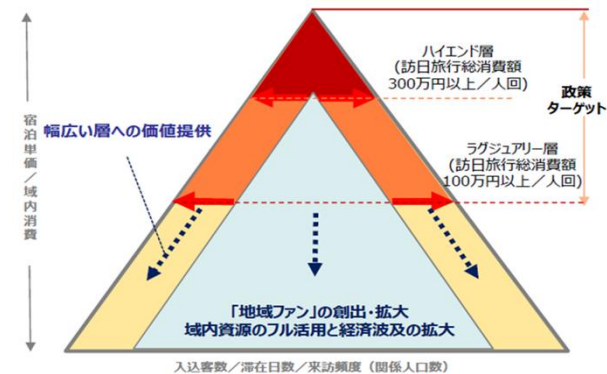 ハイエンド層
(訪日旅行総消費額
300万円以上／人回)
政策
ターゲット
幅広い層への価値提供
宿泊単価／域内消費
ラグジュアリー層
(訪日旅行総消費額
100万円以上／人回)
「地域ファン」の創出・拡大
域内資源のフル活用と経済波及の拡大
入込客数／滞在日数／来訪頻度（関係人口数）